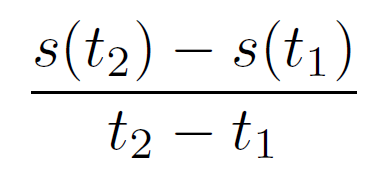 s(t₂) − s(t₁)
t₂ − t₁